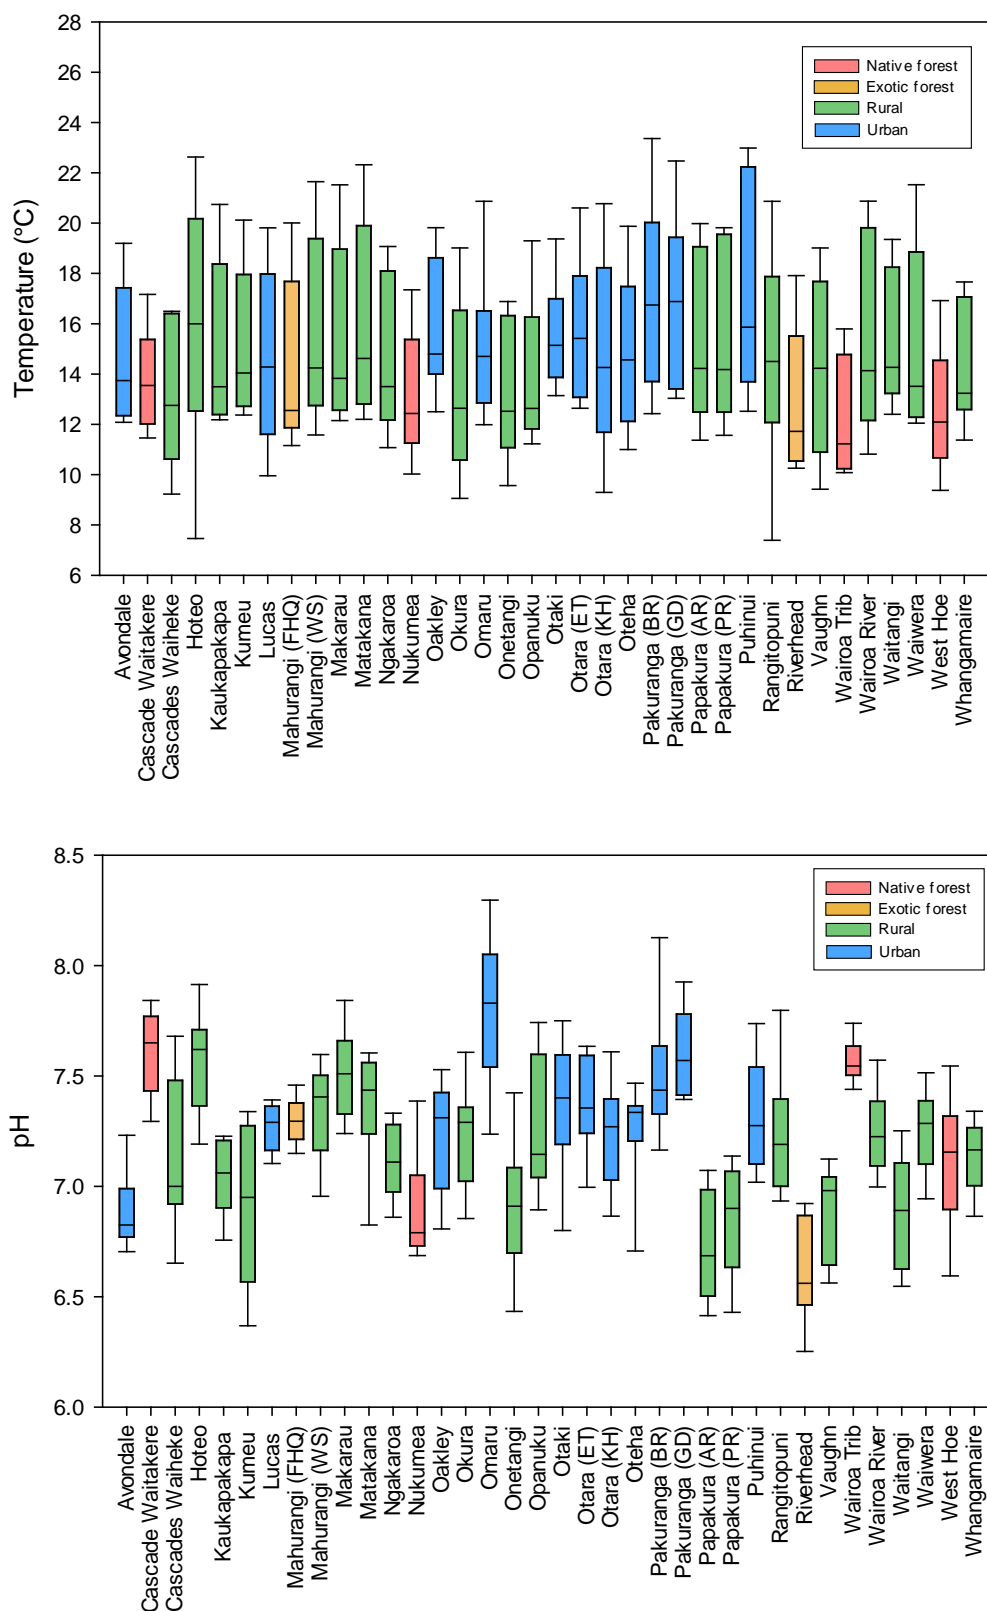 28
26
24
22
20
18
16
14
12
10
8
6
Temperature (°C)
Native forest
Exotic forest
Rural
Urban
Avondale
Cascade Waitakere
Cascades Waiheke
Hoteo
Kaukapakapa
Kumeu
Lucas
Mahurangi (FHQ)
Mahurangi (WS)
Makarau
Matakana
Ngakaroa
Nukumea
Oakley
Okura
Omaru
Onetangi
Opanuku
Otaki
Otara (ET)
Otara (KH)
Oteha
Pakuranga (BR)
Pakuranga (GD)
Papakura (AR)
Papakura (PR)
Puhinui
Rangitopuni
Riverhead
Vaughn
Wairoa Trib
Wairoa River
Waitangi
Waiwera
West Hoe
Whangamaire
8.5
8.0
7.5
7.0
6.5
6.0
pH
Native forest
Exotic forest
Rural
Urban
Avondale
Cascade Waitakere
Cascades Waiheke
Hoteo
Kaukapakapa
Kumeu
Lucas
Mahurangi (FHQ)
Mahurangi (WS)
Makarau
Matakana
Ngakaroa
Nukumea
Oakley
Okura
Omaru
Onetangi
Opanuku
Otaki
Otara (ET)
Otara (KH)
Oteha
Pakuranga (BR)
Pakuranga (GD)
Papakura (AR)
Papakura (PR)
Puhinui
Rangitopuni
Riverhead
Vaughn
Wairoa Trib
Wairoa River
Waitangi
Waiwera
West Hoe
Whangamaire